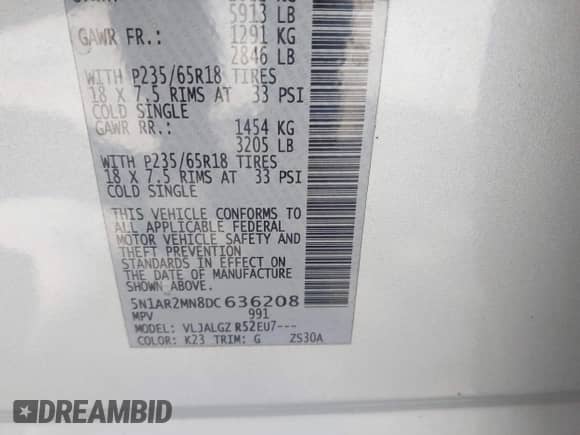 5913 LB
GAWR FR.: 1291 KG
2846 LB
WITH P235/65R18 TIRES
18 X 7.5 RIMS AT 33 PSI
COLD SINGLE
GAWR RR.: 1454 KG
3205 LB
WITH P235/65R18 TIRES
18 X 7.5 RIMS AT 33 PSI
COLD SINGLE
THIS VEHICLE CONFORMS TO
ALL APPLICABLE FEDERAL
MOTOR VEHICLE SAFETY AND
THEFT PREVENTION
STANDARDS IN EFFECT ON
THE DATE OF MANUFACTURE
SHOWN ABOVE.
5N1AR2MN8DC636208
MPV 991
MODEL: VLJALGZ R52EU7---
COLOR: K23 TRIM: G ZS30A
DREAMBID